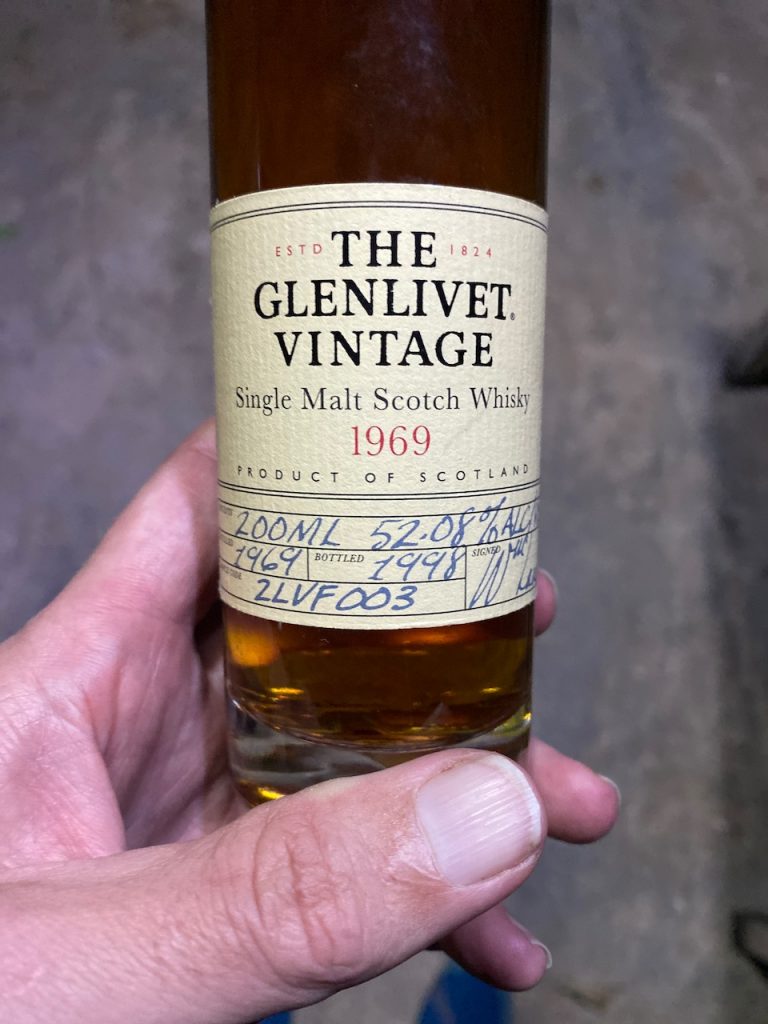 ESTD THE 1824
GLENLIVET®
VINTAGE
Single Malt Scotch Whisky
1969
PRODUCT OF SCOTLAND
200ML 52.08% ALC
1969 BOTTLED 1998 SIGNED
2LVF003